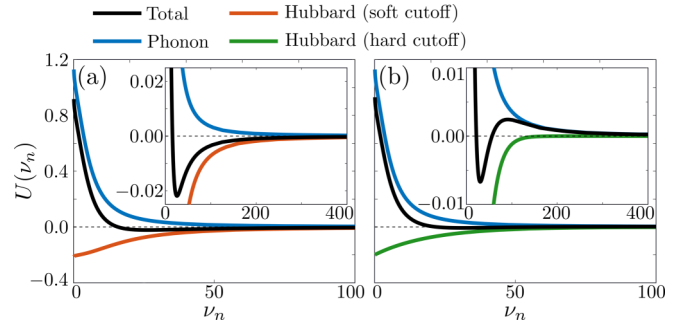 Total
Hubbard (soft cutoff)
Phonon
Hubbard (hard cutoff)
1.2
0.8
0.4
0.0
−0.4
U(νn)
(a)
0.02
0.00
−0.02
0
200
400
0
50
100
νn
(b)
0.01
0.00
−0.01
0
200
400
0
50
100
νn